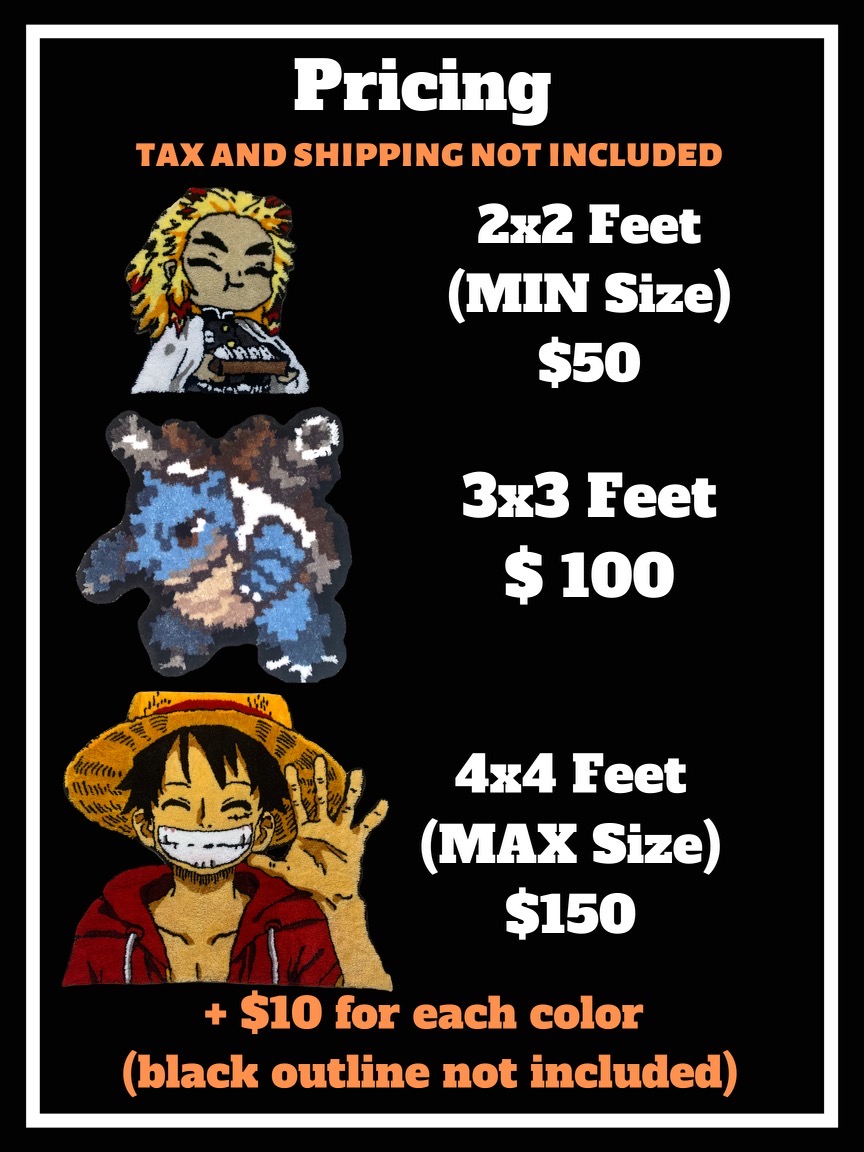 Pricing
TAX AND SHIPPING NOT INCLUDED
2x2 Feet
(MIN Size)
$50
3x3 Feet
$ 100
4x4 Feet
(MAX Size)
$150
+ $10 for each color
(black outline not included)